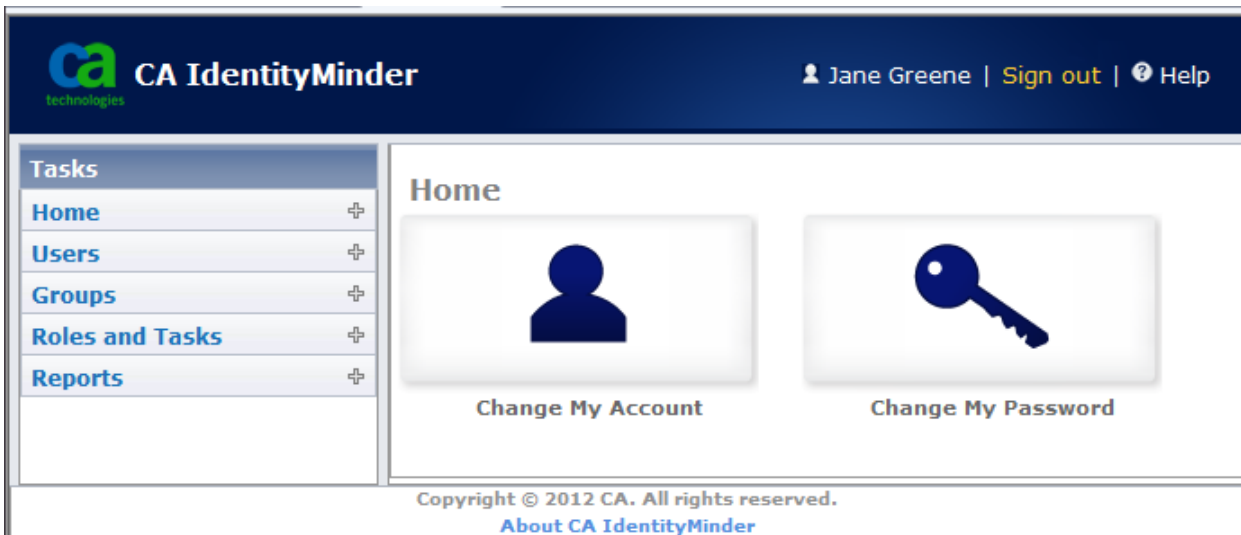 ca
technologies
CA IdentityMinder
Jane Greene | Sign out | ? Help
Tasks
Home
Users
Groups
Roles and Tasks
Reports
Home
Change My Account
Change My Password
Copyright © 2012 CA. All rights reserved.
About CA IdentityMinder